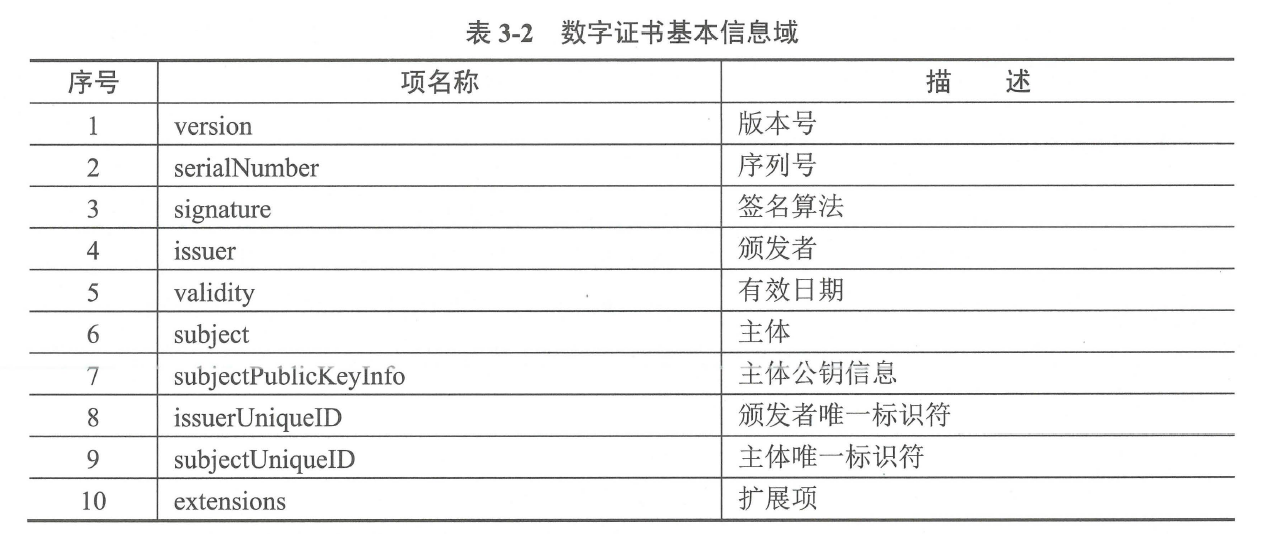 表 3-2 数字证书基本信息域
序号 项名称 描 述
1 version 版本号
2 serialNumber 序列号
3 signature 签名算法
4 issuer 颁发者
5 validity 有效日期
6 subject 主体
7 subjectPublicKeyInfo 主体公钥信息
8 issuerUniqueID 颁发者唯一标识符
9 subjectUniqueID 主体唯一标识符
10 extensions 扩展项